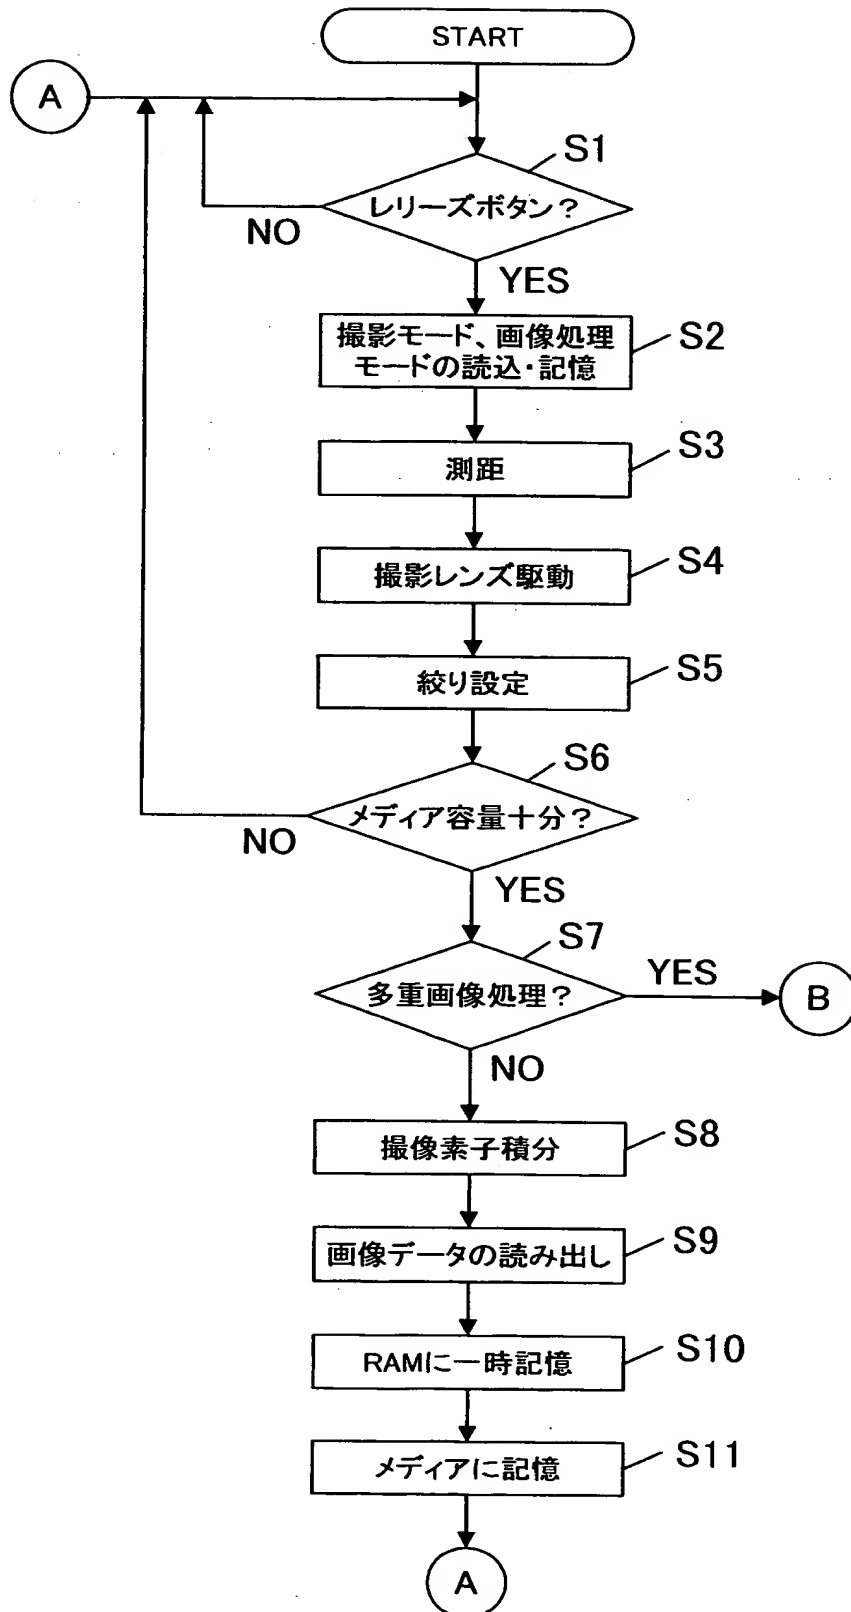 START
A
S1
レリーズボタン？
NO
YES
撮影モード、画像処理
モードの読込・記憶
S2
測距
S3
撮影レンズ駆動
S4
絞り設定
S5
S6
メディア容量十分？
NO
YES
S7
多重画像処理？
YES
B
NO
撮像素子積分
S8
画像データの読み出し
S9
RAMに一時記憶
S10
メディアに記憶
S11
A